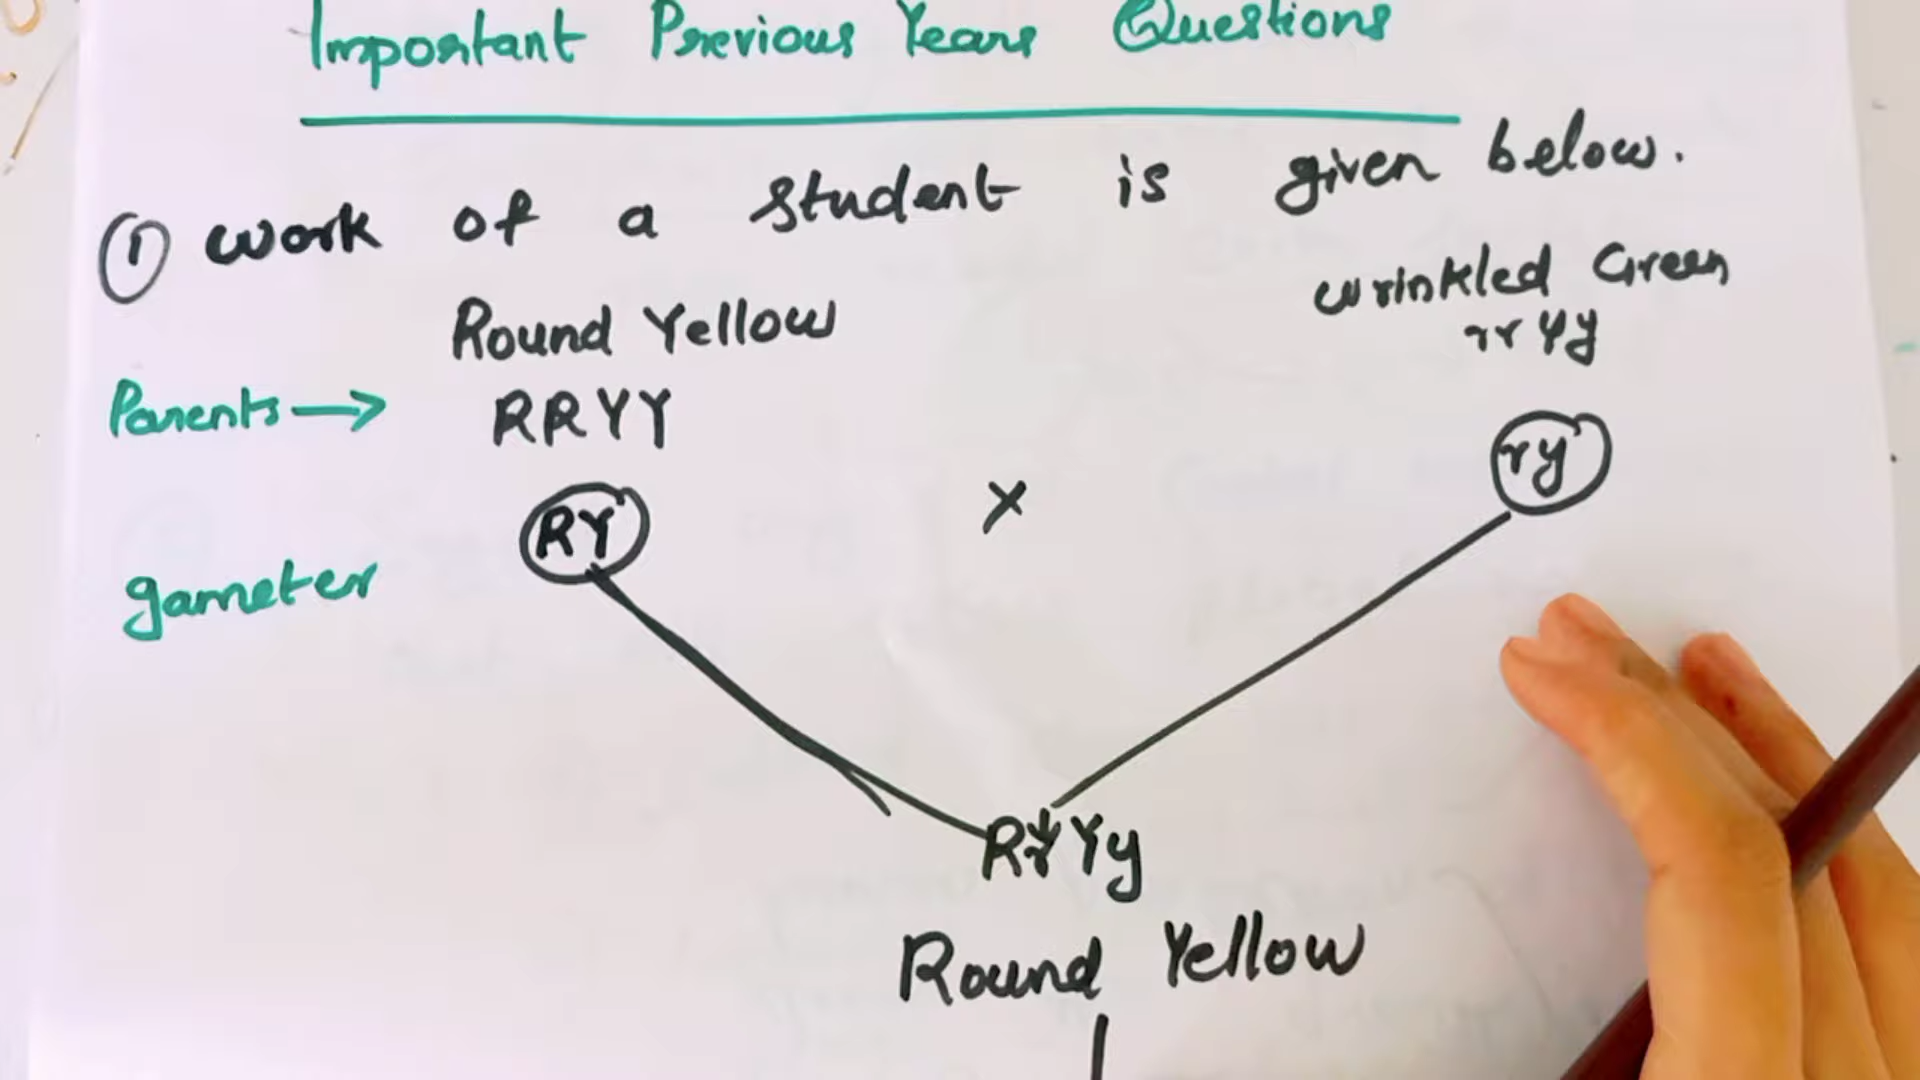 Important Previous Years Questions
① Work of a student is given below.
Round Yellow
Wrinkled Green
rrYy
Parents → RRYY
RY
×
ry
gametes
RrYy
Round Yellow